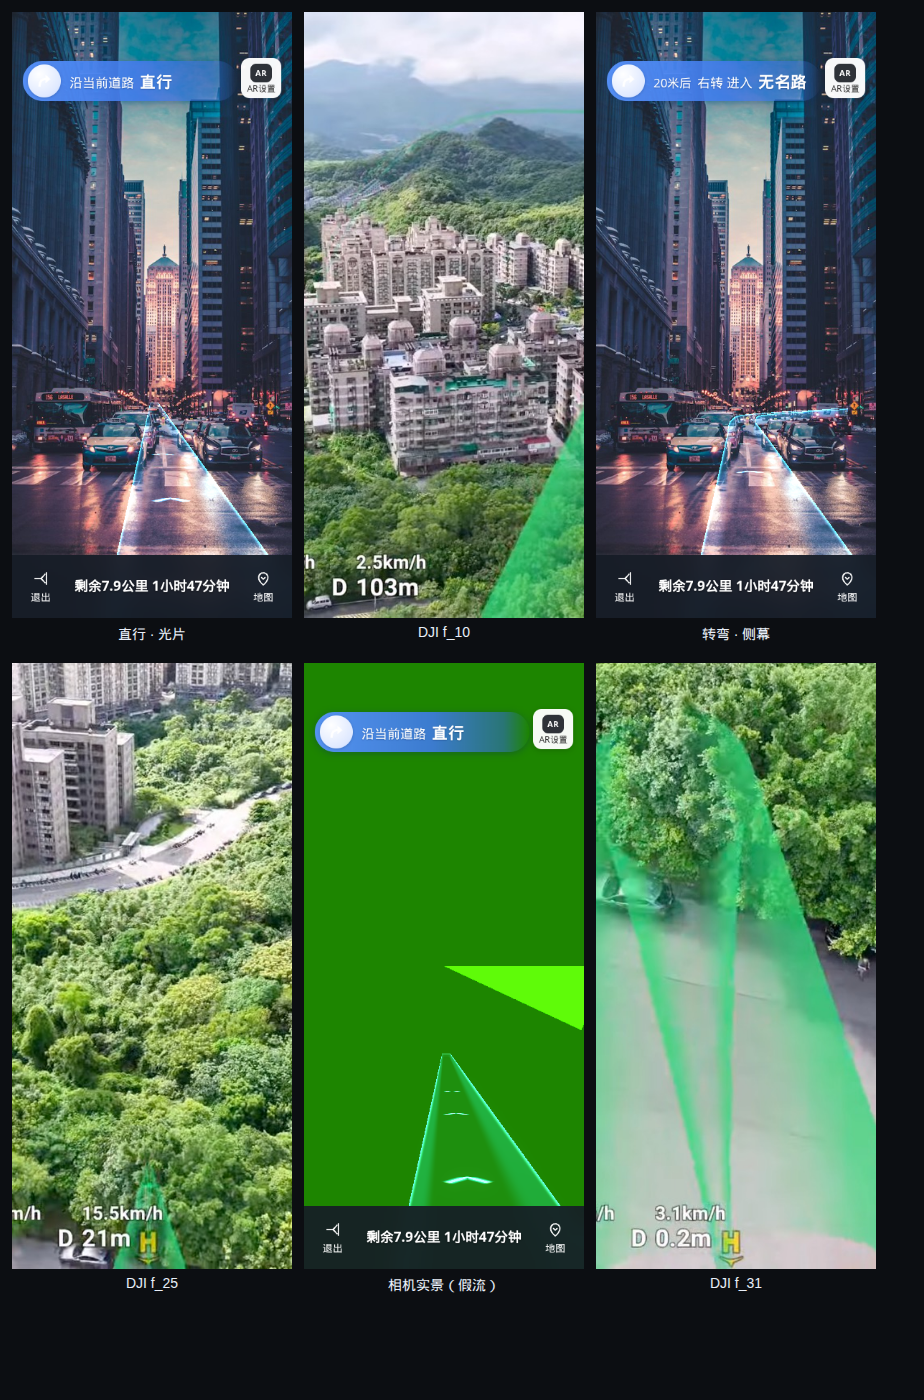 沿当前道路 直行
AR
AR设置
剩余7.9公里 1小时47分钟
退出
地图
直行 · 光片
h
2.5km/h
D 103m
DJI f_10
20米后 右转 进入 无名路
AR
AR设置
剩余7.9公里 1小时47分钟
退出
地图
转弯 · 侧幕
m/h
15.5km/h
D 21m H
DJI f_25
沿当前道路 直行
AR
AR设置
剩余7.9公里 1小时47分钟
退出
地图
相机实景（假流）
/h
3.1km/h
D 0.2m H
DJI f_31